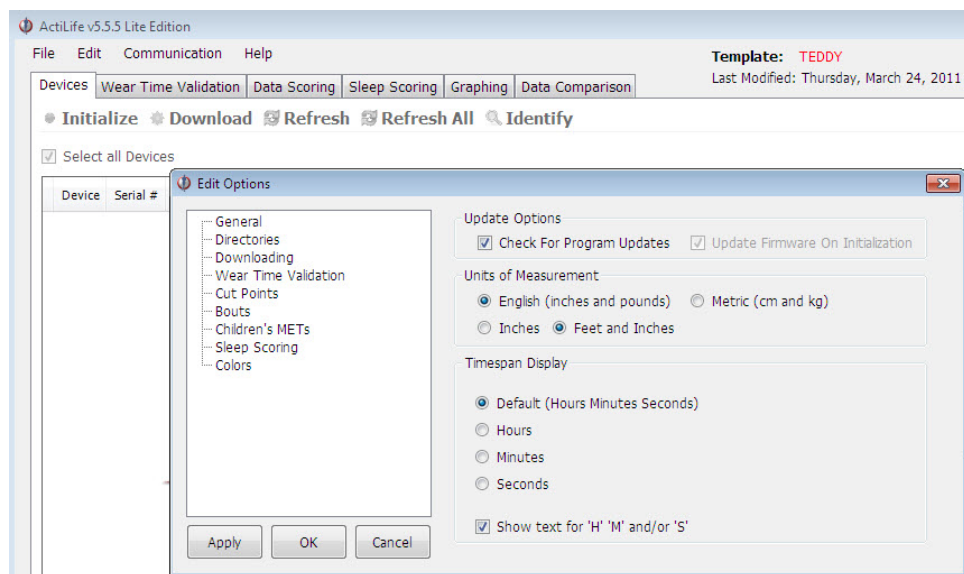 ActiLife v5.5.5 Lite Edition
File Edit Communication Help
Template: TEDDY
Last Modified: Thursday, March 24, 2011
Devices Wear Time Validation Data Scoring Sleep Scoring Graphing Data Comparison
Initialize Download Refresh Refresh All Identify
Select all Devices
Device Serial #
Edit Options
General
Directories
Downloading
Wear Time Validation
Cut Points
Bouts
Children's METs
Sleep Scoring
Colors
Apply OK Cancel
Update Options
Check For Program Updates Update Firmware On Initialization
Units of Measurement
English (inches and pounds) Metric (cm and kg)
Inches Feet and Inches
Timespan Display
Default (Hours Minutes Seconds)
Hours
Minutes
Seconds
Show text for 'H' 'M' and/or 'S'